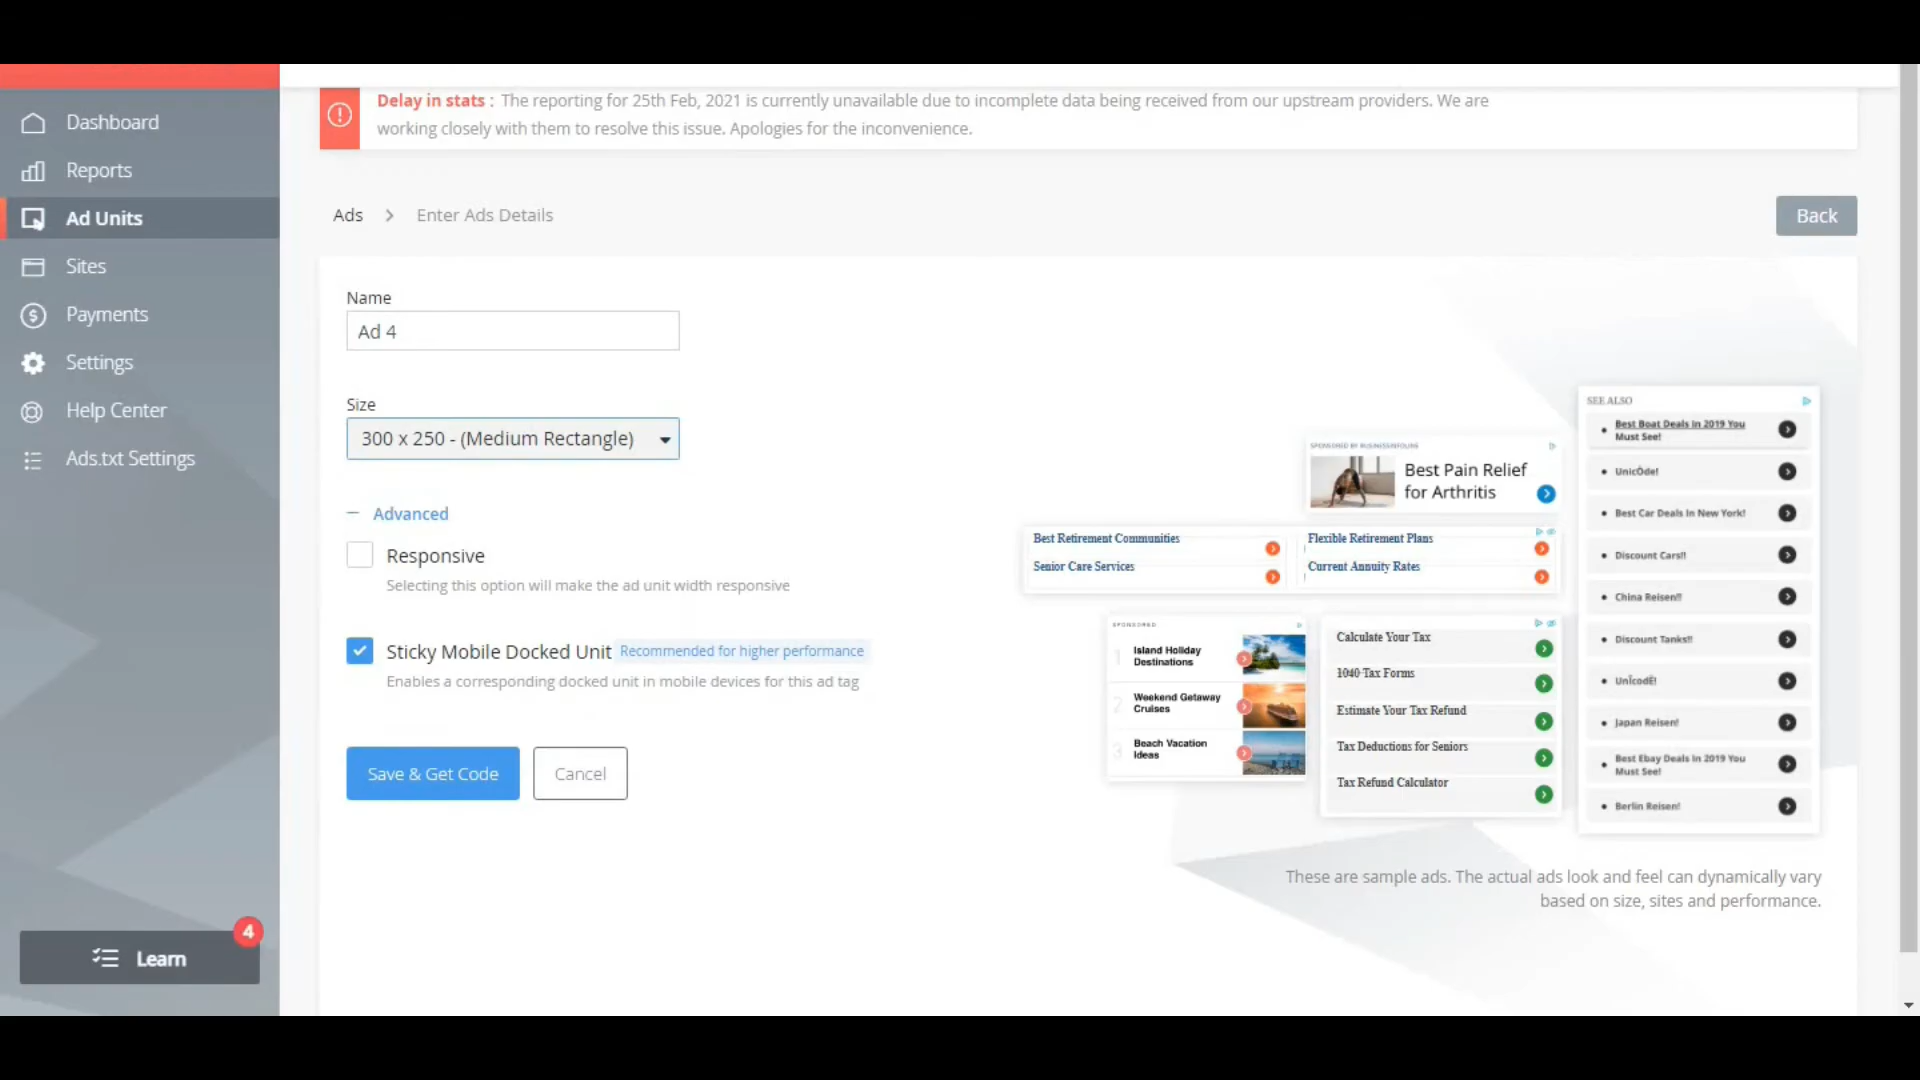 Delay in stats : The reporting for 25th Feb, 2021 is currently unavailable due to incomplete data being received from our upstream providers. We are
working closely with them to resolve this issue. Apologies for the inconvenience.
Dashboard
Reports
Ad Units
Sites
Payments
Settings
Help Center
Ads.txt Settings
4
Learn
Ads
Enter Ads Details
Back
Name
Ad 4
Size
300 x 250 - (Medium Rectangle)
Advanced
Responsive
Selecting this option will make the ad unit width responsive
Sticky Mobile Docked Unit Recommended for higher performance
Enables a corresponding docked unit in mobile devices for this ad tag
Save & Get Code
Cancel
SPONSORED BY
Best Pain Relief
for Arthritis
Best Retirement Communities
Flexible Retirement Plans
Senior Care Services
Current Annuity Rates
SPONSORED
1 Island Holiday
Destinations
2 Weekend Getaway
Cruises
3 Beach Vacation
Ideas
Calculate Your Tax
1040 Tax Forms
Estimate Your Tax Refund
Tax Deductions for Seniors
Tax Refund Calculator
SEE ALSO
Best Boat Deals In 2019 You
Must See!
UnicÖde!
Best Car Deals In New York!
Discount Cars!!
China Reisen!!
Discount Tanks!!
Japan Reisen!
Best Ebay Deals In 2019 You
Must See!
Berlin Reisen!
These are sample ads. The actual ads look and feel can dynamically vary
based on size, sites and performance.